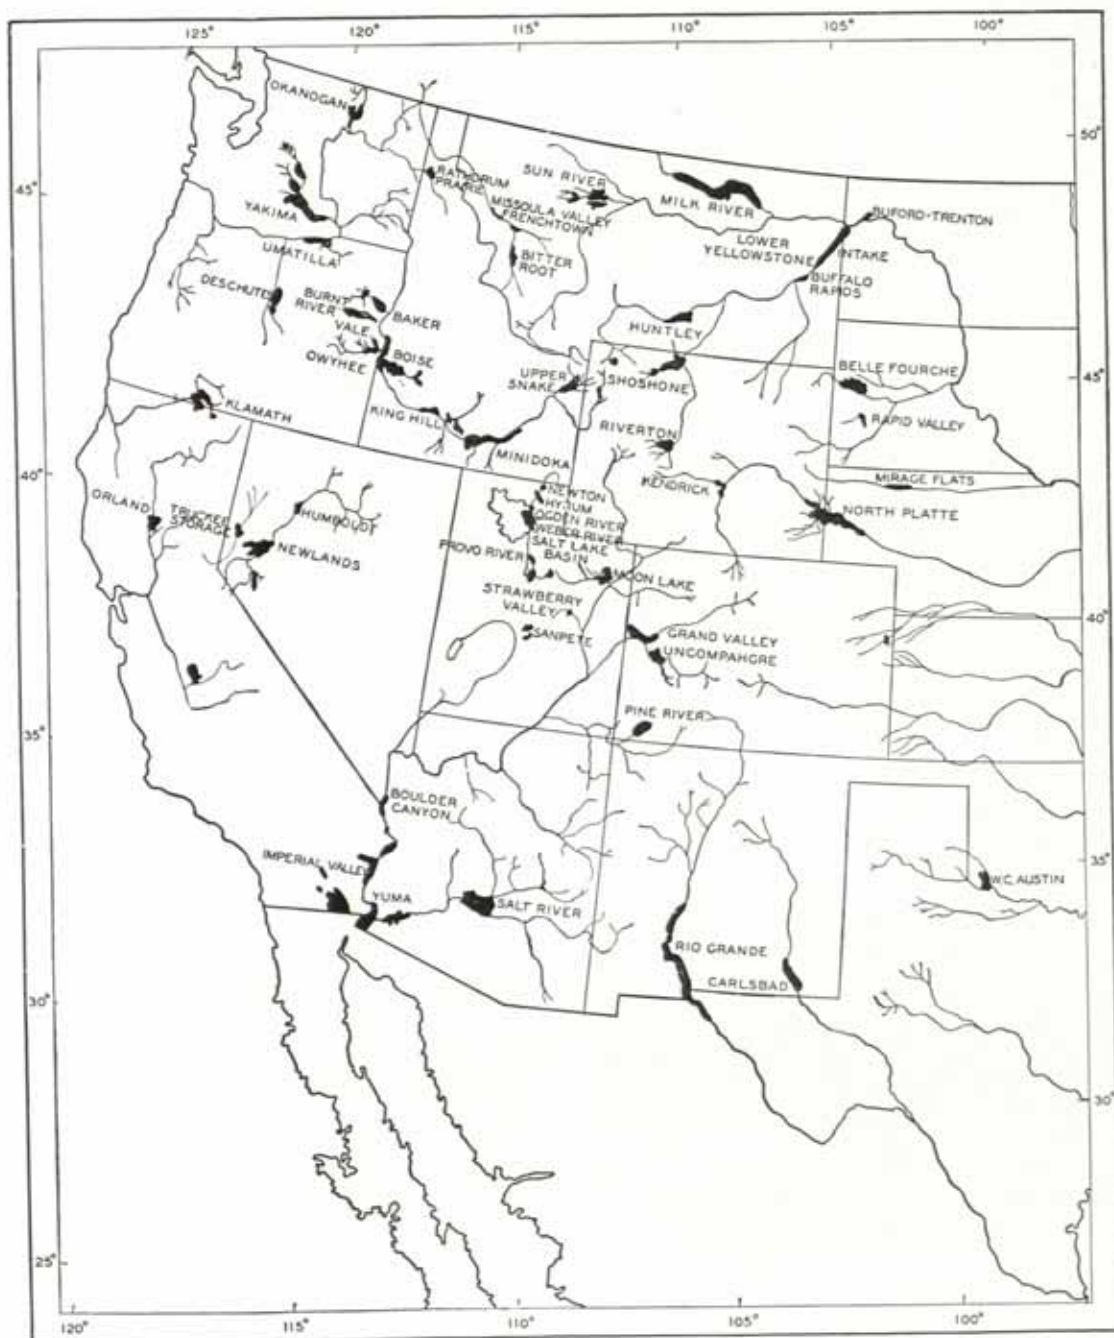 125°
120°
115°
110°
105°
100°
50°
45°
40°
35°
30°
45°
40°
35°
30°
25°
120°
115°
110°
105°
100°
OKANOGAN
YAKIMA
UMATILLA
DESCHUTES
BURNT
RIVER
BAKER
VALE
OWYHEE
BOISE
KLAMATH
KING HILL
MINIDOKA
UPPER
SNAKE
RATHDRUM
PRAIRIE
MISSOULA VALLEY
FRENCHTOWN
BITTER
ROOT
SUN RIVER
MILK RIVER
LOWER
YELLOWSTONE
BUFORD-TRENTON
INTAKE
BUFFALO
RAPIDS
HUNTLEY
SHOSHONE
RIVERTON
KENDRICK
BELLE FOURCHE
RAPID VALLEY
MIRAGE FLATS
NORTH PLATTE
ORLAND
TRUCKEE
STORAGE
HUMBOLDT
NEWLANDS
NEWTON
HYRUM
OGDEN RIVER
WEBER RIVER
SALT LAKE
BASIN
PROVO RIVER
MOON LAKE
STRAWBERRY
VALLEY
SANPETE
GRAND VALLEY
UNCOMPAHGRE
PINE RIVER
BOULDER
CANYON
IMPERIAL VALLEY
YUMA
SALT RIVER
RIO GRANDE
CARLSBAD
W.C. AUSTIN